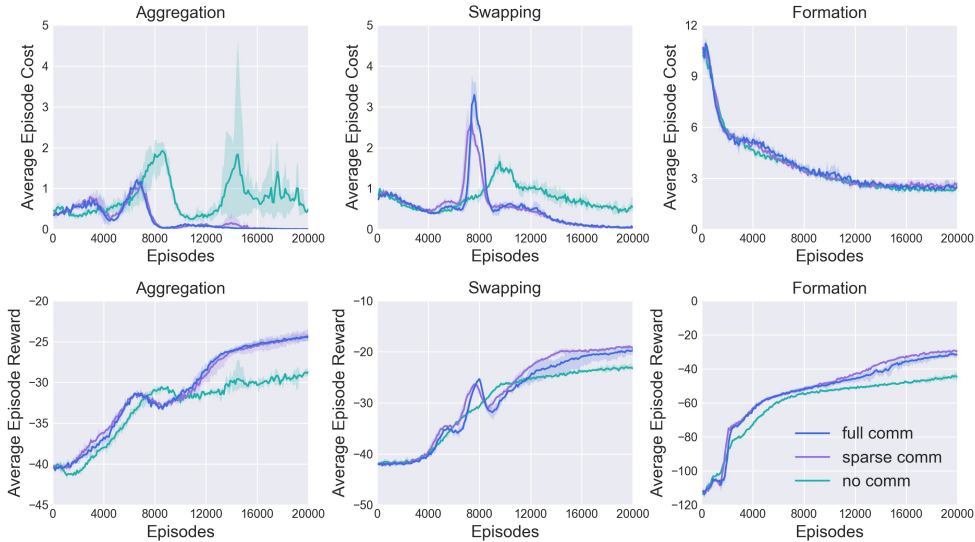 Aggregation
Swapping
Formation
Average Episode Cost
5
4
3
2
1
0
0 4000 8000 12000 16000 20000
Episodes
Average Episode Cost
5
4
3
2
1
0
0 4000 8000 12000 16000 20000
Episodes
Average Episode Cost
12
9
6
3
0
0 4000 8000 12000 16000 20000
Episodes
Aggregation
Swapping
Formation
Average Episode Reward
−20
−25
−30
−35
−40
−45
0 4000 8000 12000 16000 20000
Episodes
Average Episode Reward
−10
−20
−30
−40
−50
0 4000 8000 12000 16000 20000
Episodes
Average Episode Reward
0
−20
−40
−60
−80
−100
−120
0 4000 8000 12000 16000 20000
Episodes
full comm
sparse comm
no comm